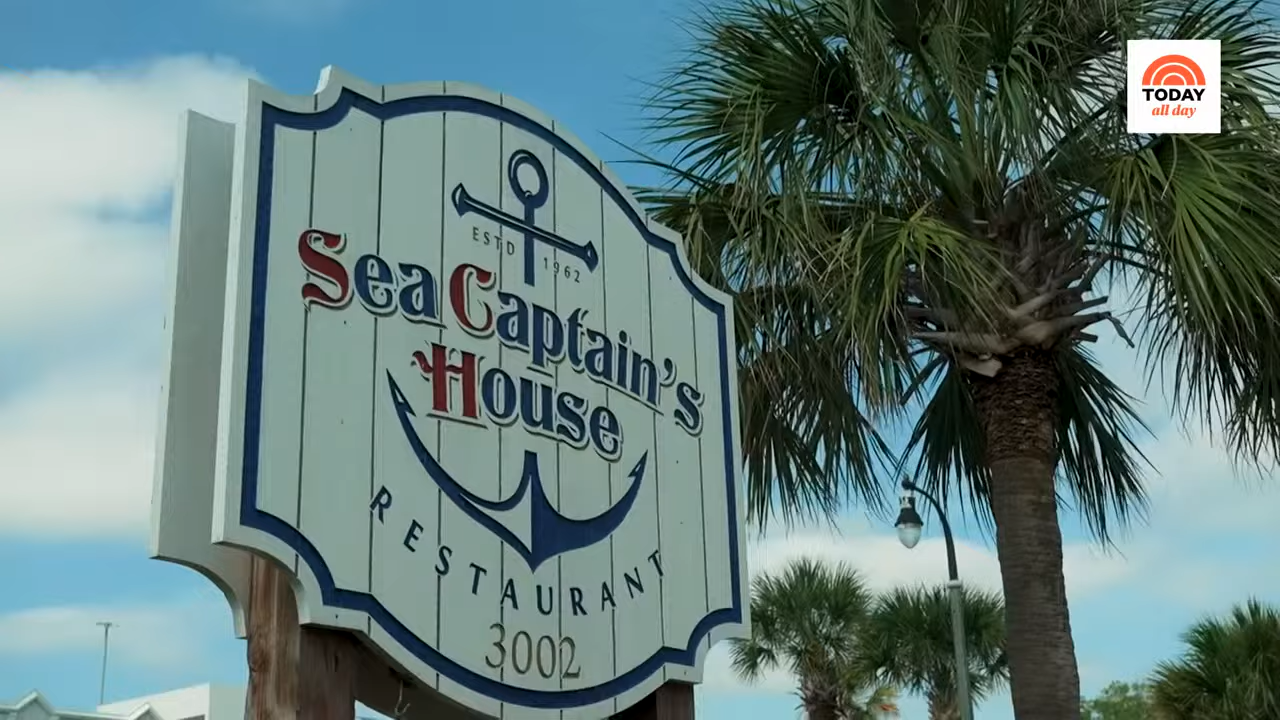 TODAY
all day
ESTD 1962
Sea Captain's
House
RESTAURANT
3002